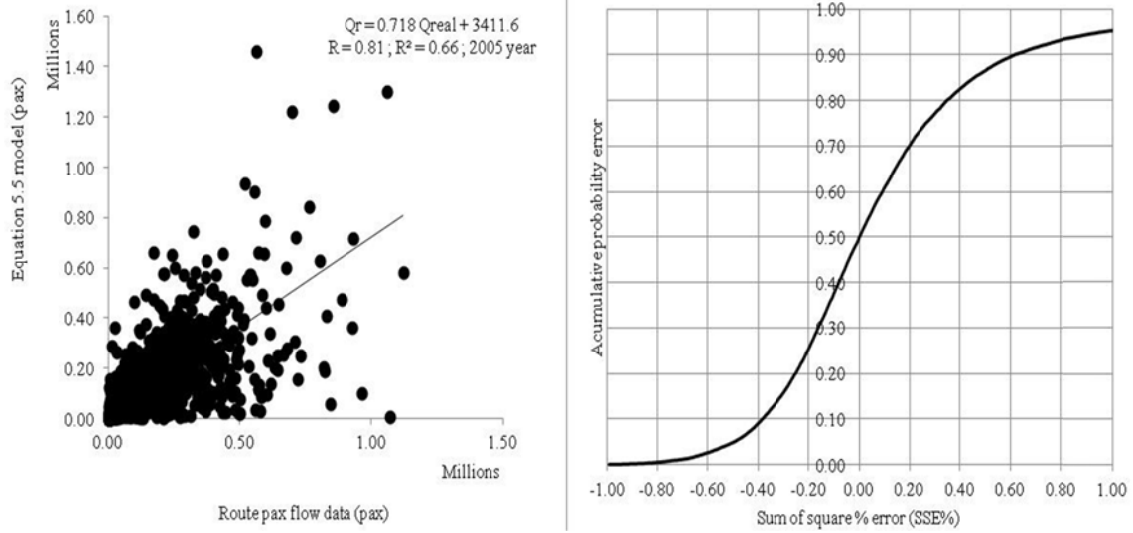 Qr = 0.718 Qreal + 3411.6
R = 0.81 ; R² = 0.66 ; 2005 year
Millions
Equation 5.5 model (pax)
1.60
1.40
1.20
1.00
0.80
0.60
0.40
0.20
0.00
0.00 0.50 1.00 1.50
Millions
Route pax flow data (pax)
Acumulative probability error
1.00
0.90
0.80
0.70
0.60
0.50
0.40
0.30
0.20
0.10
0.00
-1.00 -0.80 -0.60 -0.40 -0.20 0.00 0.20 0.40 0.60 0.80 1.00
Sum of square % error (SSE%)